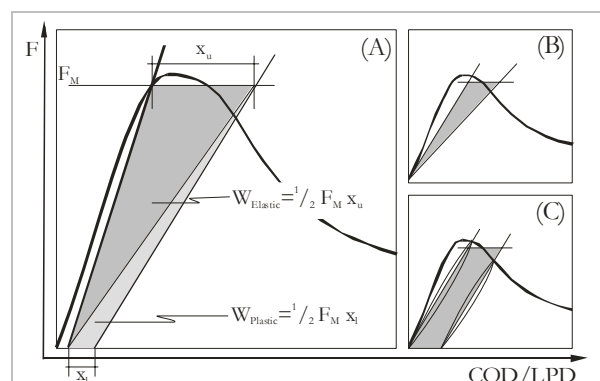 F
(A)
x_u
F_M
W_Elastic=1/2 F_M x_u
W_Plastic=1/2 F_M x_l
x_l
(B)
(C)
COD/LPD